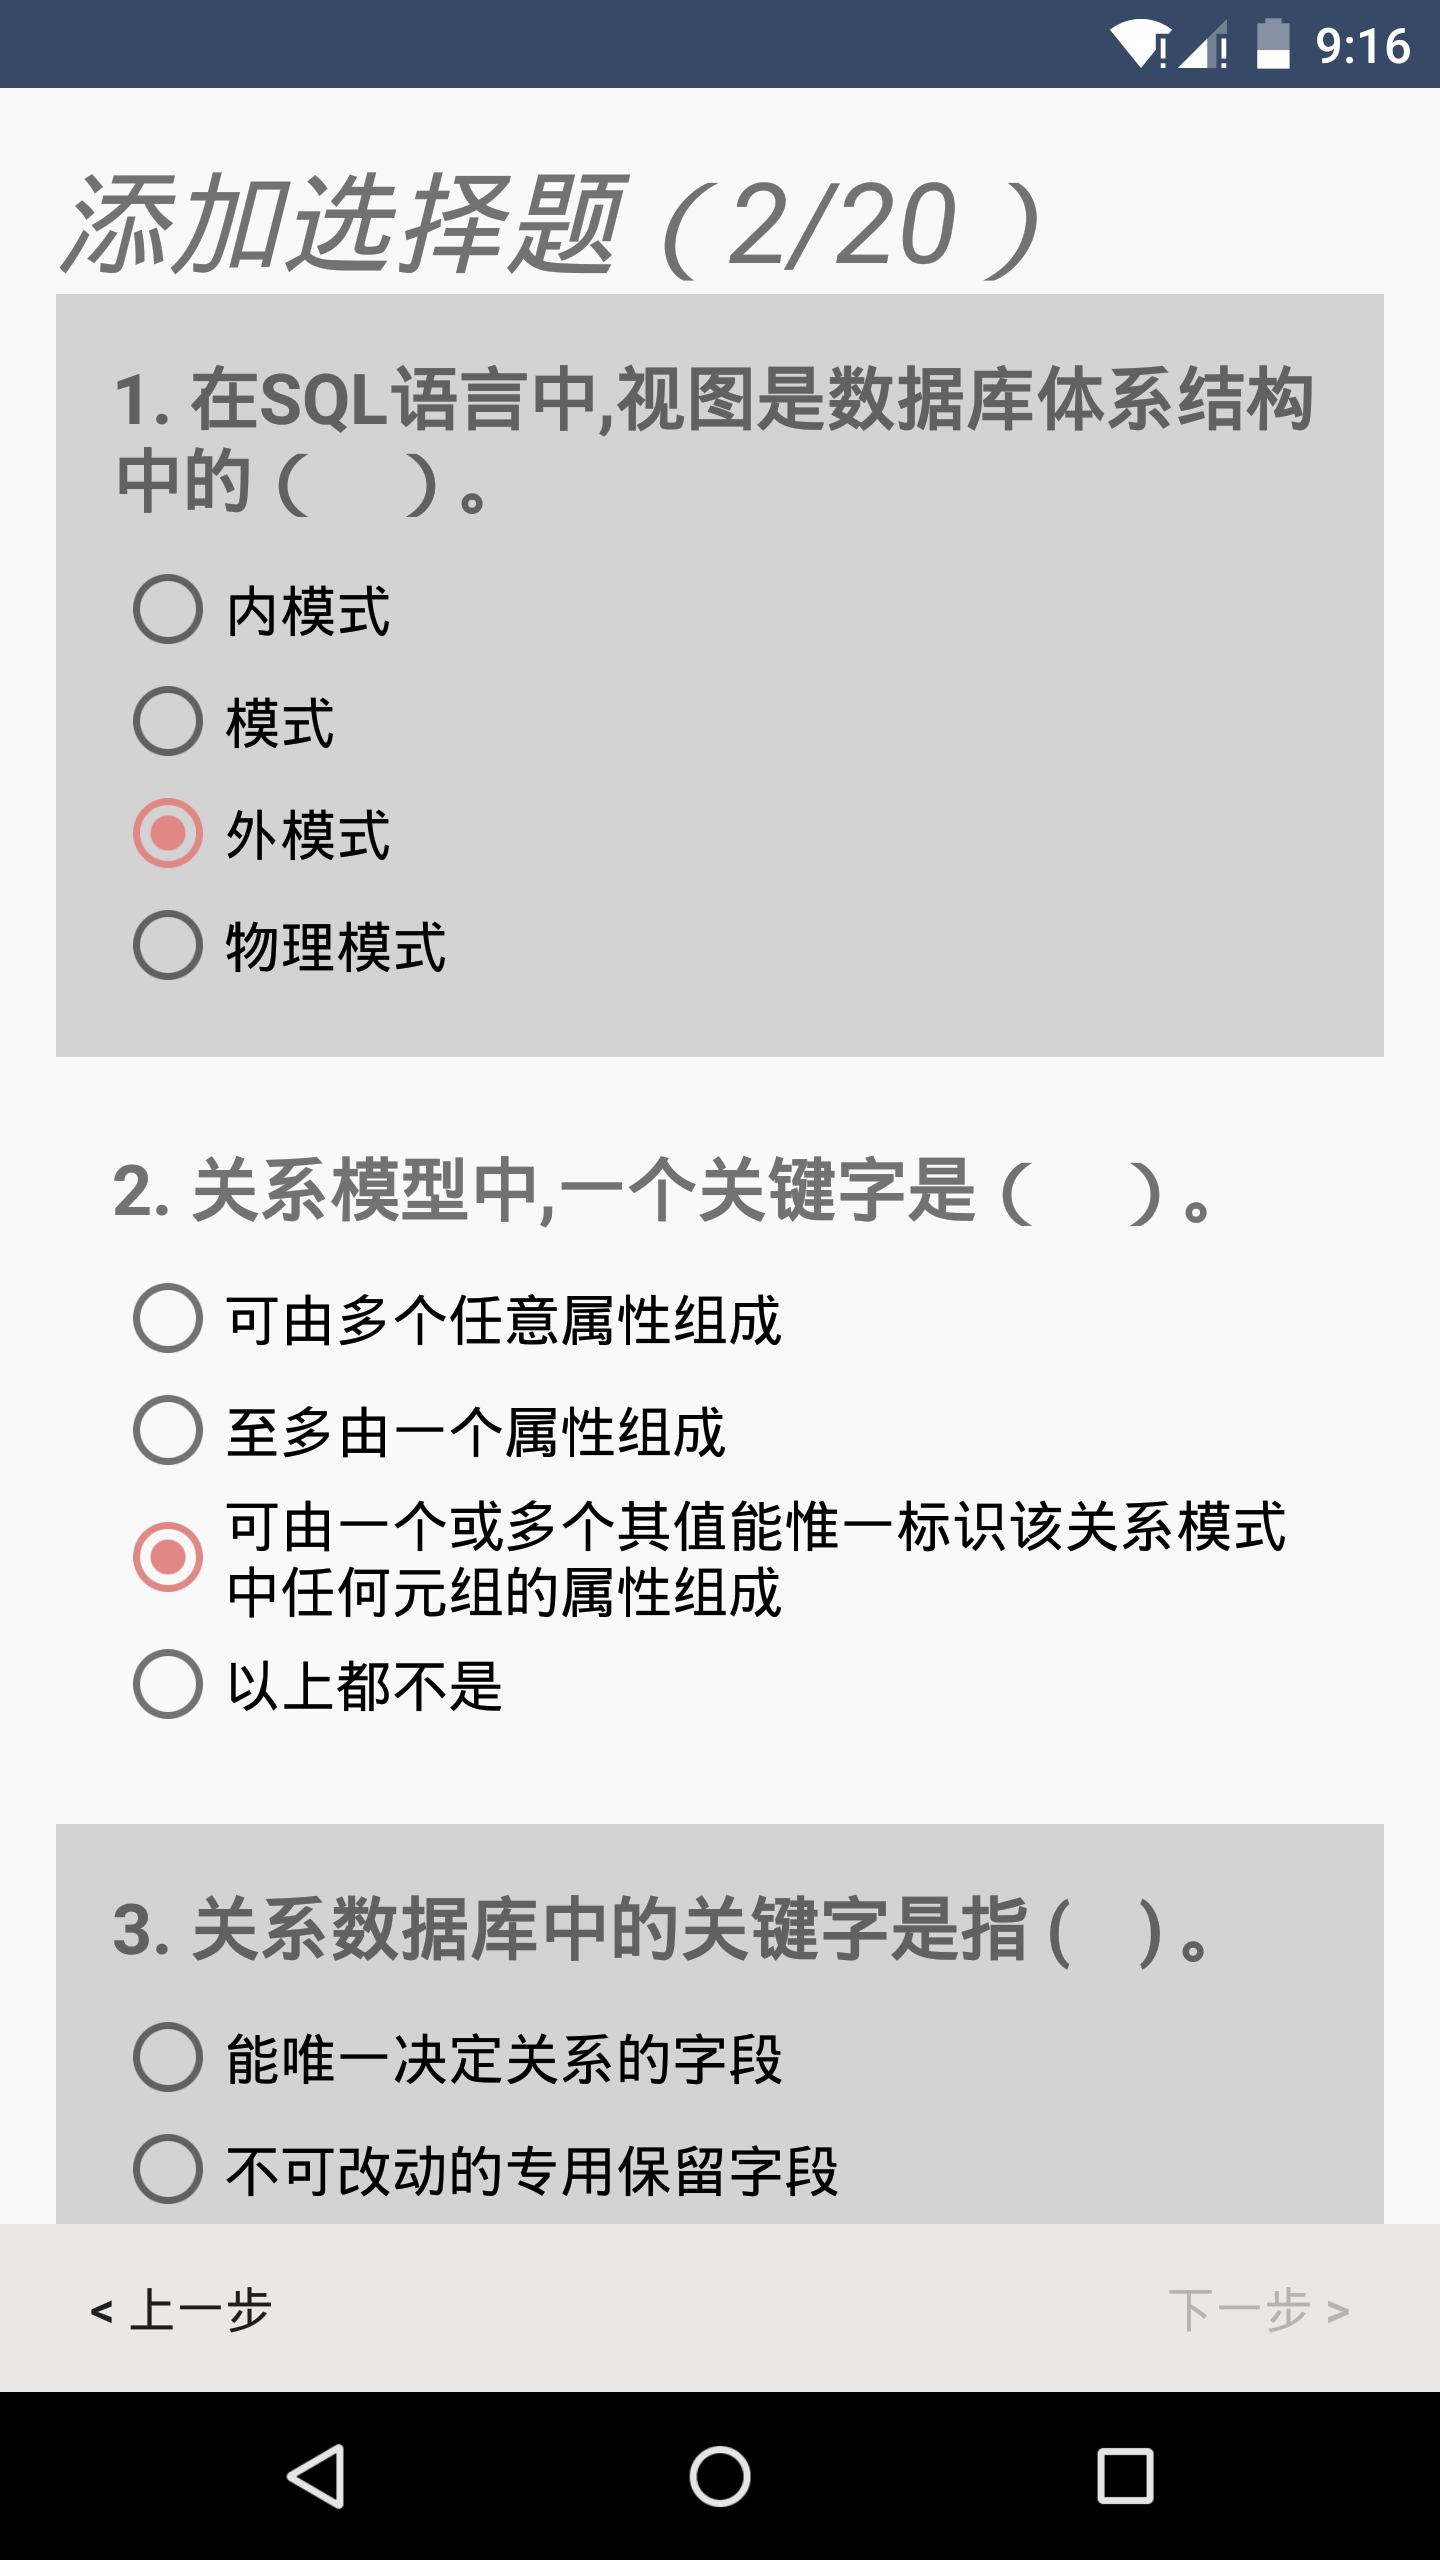 9:16
添加选择题（2/20）
1. 在SQL语言中,视图是数据库体系结构
中的（　）。
内模式
模式
外模式
物理模式
2. 关系模型中,一个关键字是（　）。
可由多个任意属性组成
至多由一个属性组成
可由一个或多个其值能惟一标识该关系模式
中任何元组的属性组成
以上都不是
3. 关系数据库中的关键字是指(　)。
能唯一决定关系的字段
不可改动的专用保留字段
< 上一步
下一步 >